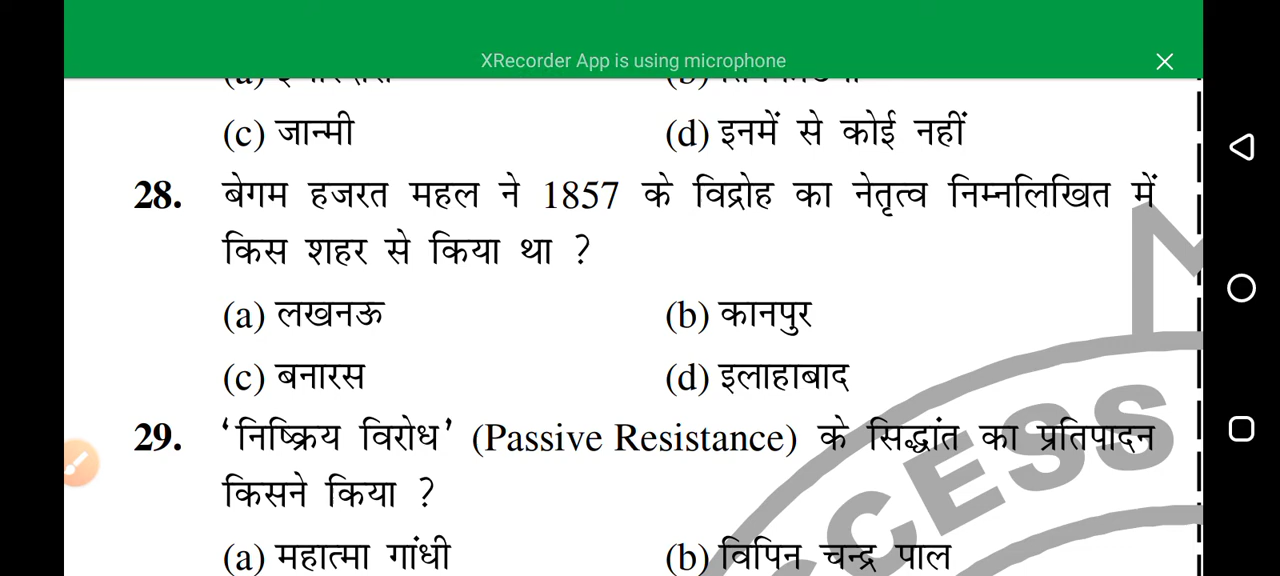 XRecorder App is using microphone
(c) जान्मी (d) इनमें से कोई नहीं
28. बेगम हजरत महल ने 1857 के विद्रोह का नेतृत्व निम्नलिखित में
किस शहर से किया था ?
(a) लखनऊ (b) कानपुर
(c) बनारस (d) इलाहाबाद
29. ‘निष्क्रिय विरोध’ (Passive Resistance) के सिद्धांत का प्रतिपादन
किसने किया ?
(a) महात्मा गांधी (b) विपिन चन्द्र पाल